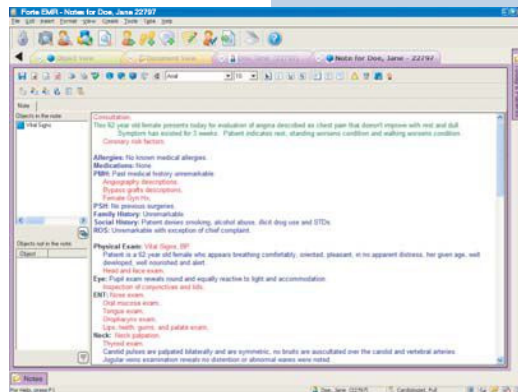 Forte EMR - Notes for Doe, Jane 22797
File Edit Insert Format View Create Tools Help
Object View
Document View
Note for Doe, Jane - 22797
Arial
10
Note
Objects in the note:
Vital Signs
Objects not in the note:
Object
Consultation
This 62 year old female presents today for evaluation of angina described as chest pain that doesn't improve with rest and dull
Symptom has existed for 3 weeks. Patient indicates rest, standing worsens condition and walking worsens condition.
Coronary risk factors.
Allergies: No known medical allergies.
Medications: None
PMH: Past medical history unremarkable
Angiography descriptions.
Bypass grafts descriptions.
Female Gyn Hx.
PSH: No previous surgeries.
Family History: Unremarkable
Social History: Patient denies smoking, alcohol abuse, illicit drug use and STDs.
ROS: Unremarkable with exception of chief complaint.
Physical Exam: Vital Signs, BP
Patient is a 62 year old female who appears breathing comfortably, oriented, pleasant, in no apparent distress, her given age, well
developed, well nourished and alert.
Head and face exam.
Eye: Pupil exam reveals round and equally reactive to light and accommodation.
Inspection of conjunctivae and lids.
ENT: Nose exam.
Oral mucosa exam.
Tongue exam.
Oropharynx exam.
Lips, teeth, gums, and palate exam.
Neck: Neck palpation.
Thyroid exam.
Carotid pulses are palpated bilaterally and are symmetric, no bruits are auscultated over the carotid and vertebral arteries
Jugular veins examination reveals no distention or abnormal waves were noted.
Notes
For Help, press F1
Doe, Jane (22797)
Cardiologist, Full